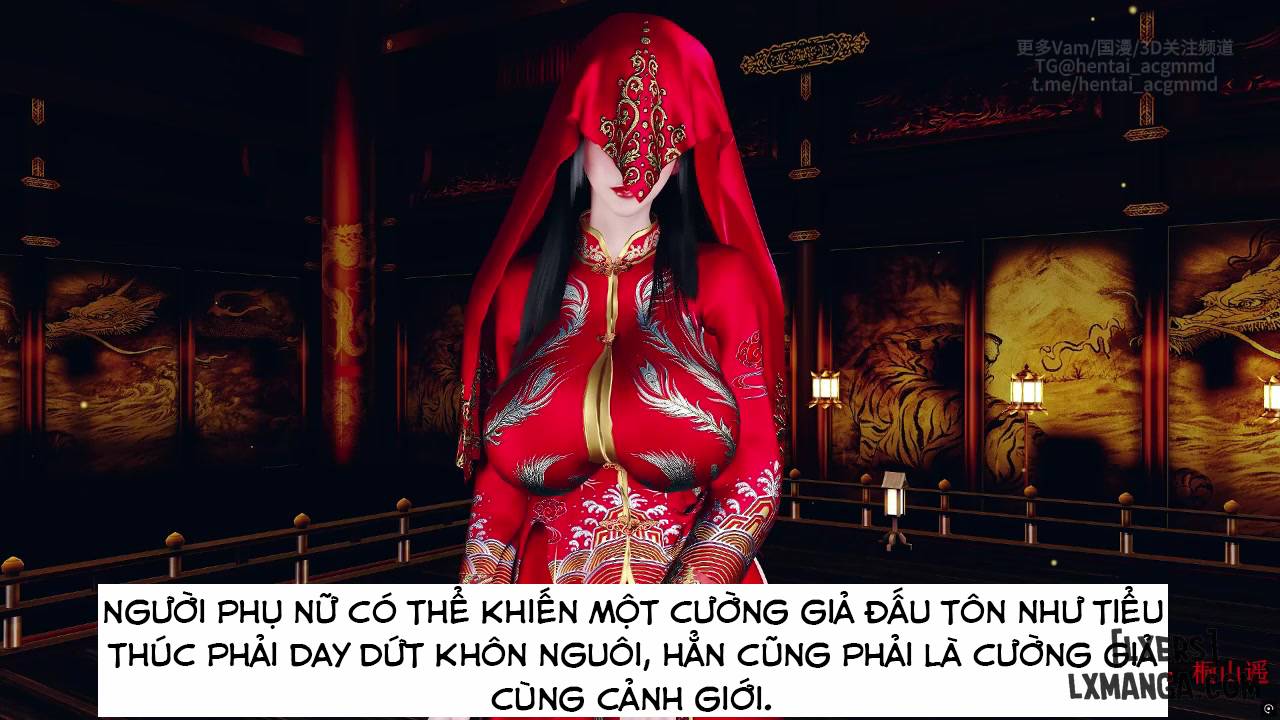 更多Vam/国漫/3D关注频道
TG@hentai_acgmmd
t.me/hentai_acgmmd
NGƯỜI PHỤ NỮ CÓ THỂ KHIẾN MỘT CƯỜNG GIẢ ĐẤU TÔN NHƯ TIỂU
THÚC PHẢI DAY DỨT KHÔN NGUÔI, HẲN CŨNG PHẢI LÀ CƯỜNG GIẢ
CÙNG CẢNH GIỚI.
[LXERS]
LXMANGA.COM